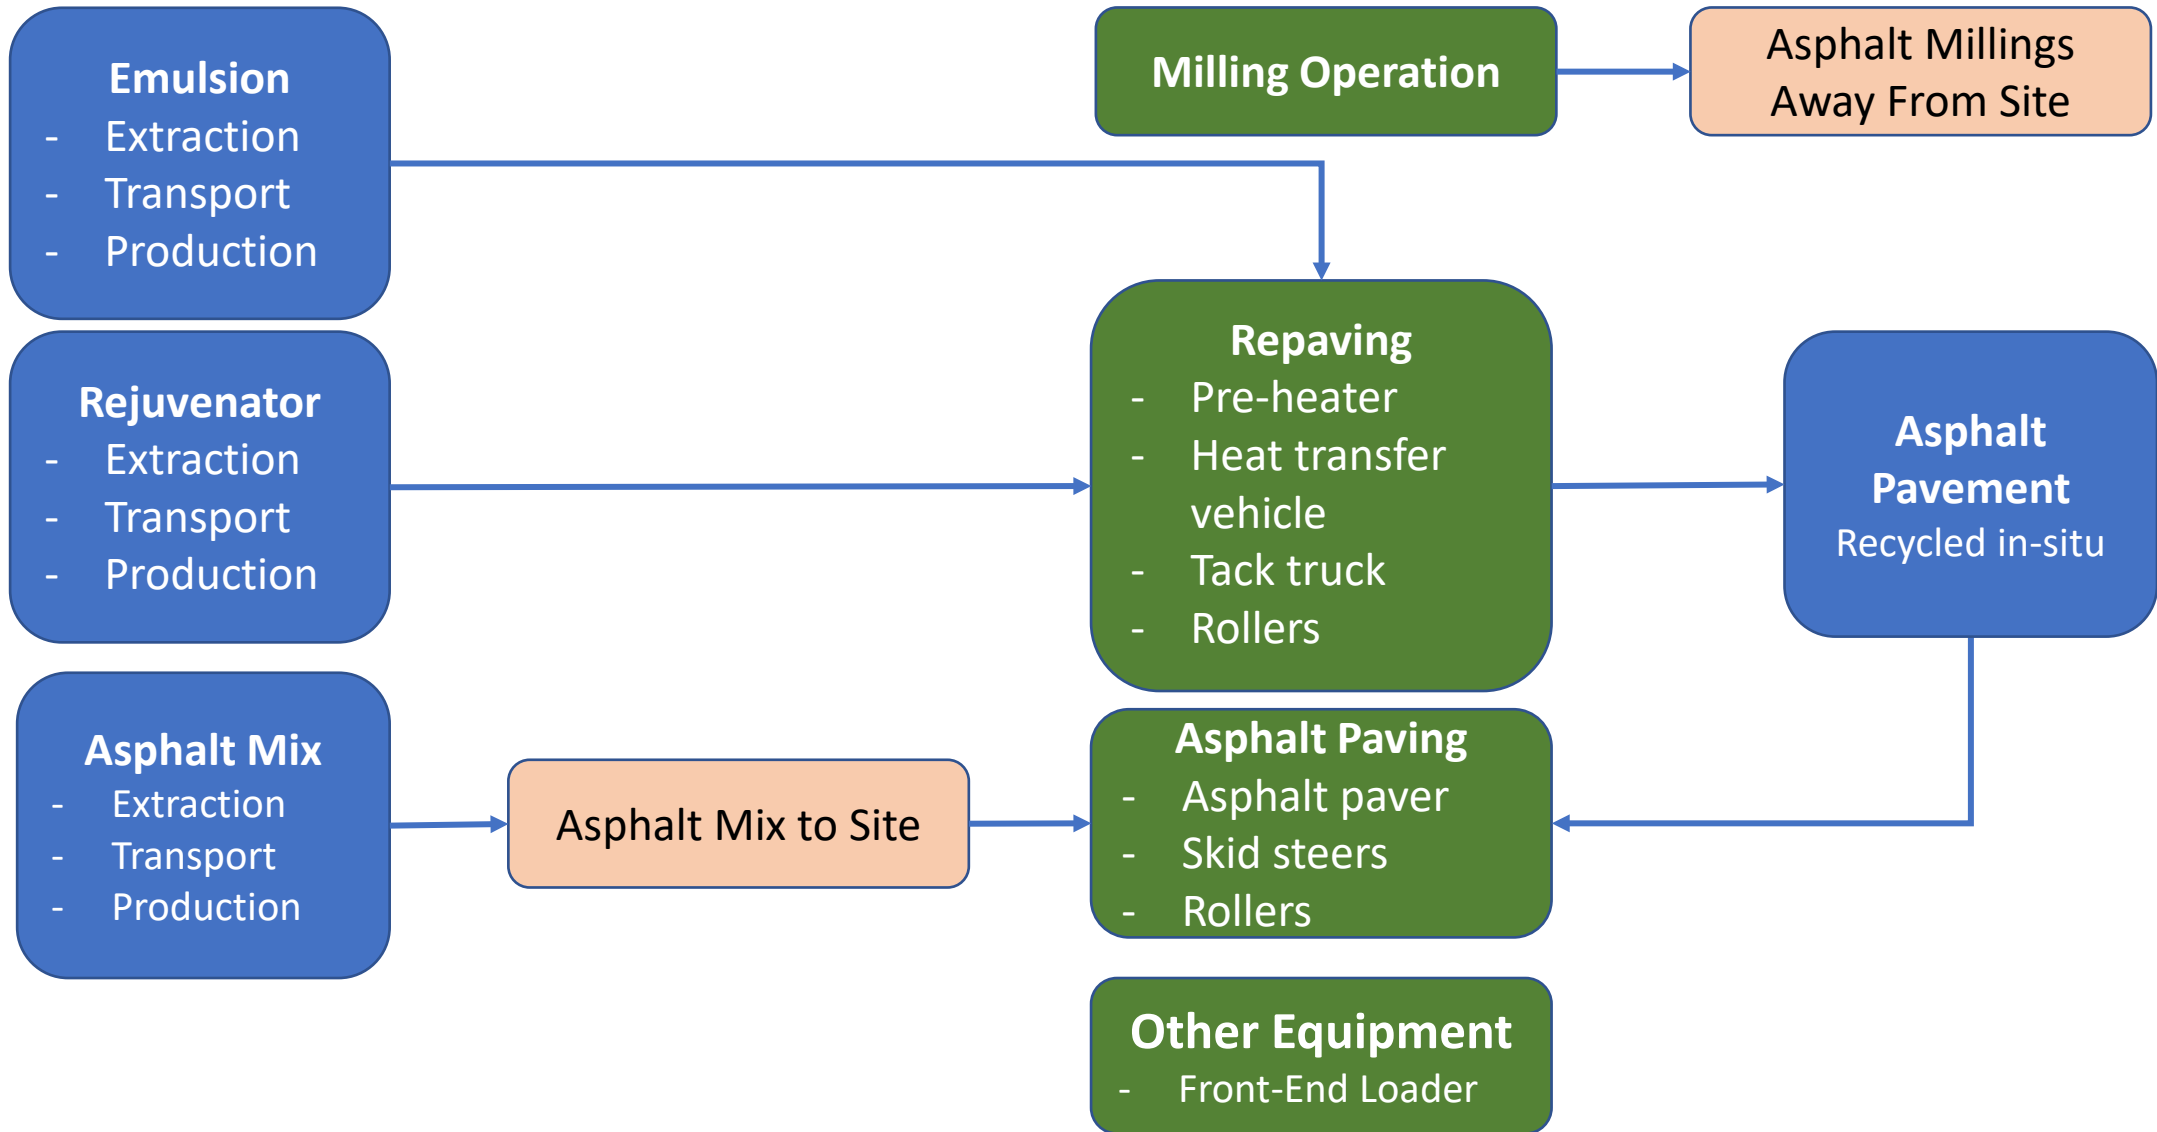 Emulsion
- Extraction
- Transport
- Production
Milling Operation
Asphalt Millings
Away From Site
Rejuvenator
- Extraction
- Transport
- Production
Repaving
- Pre-heater
- Heat transfer
vehicle
- Tack truck
- Rollers
Asphalt
Pavement
Recycled in-situ
Asphalt Mix
- Extraction
- Transport
- Production
Asphalt Mix to Site
Asphalt Paving
- Asphalt paver
- Skid steers
- Rollers
Other Equipment
- Front-End Loader